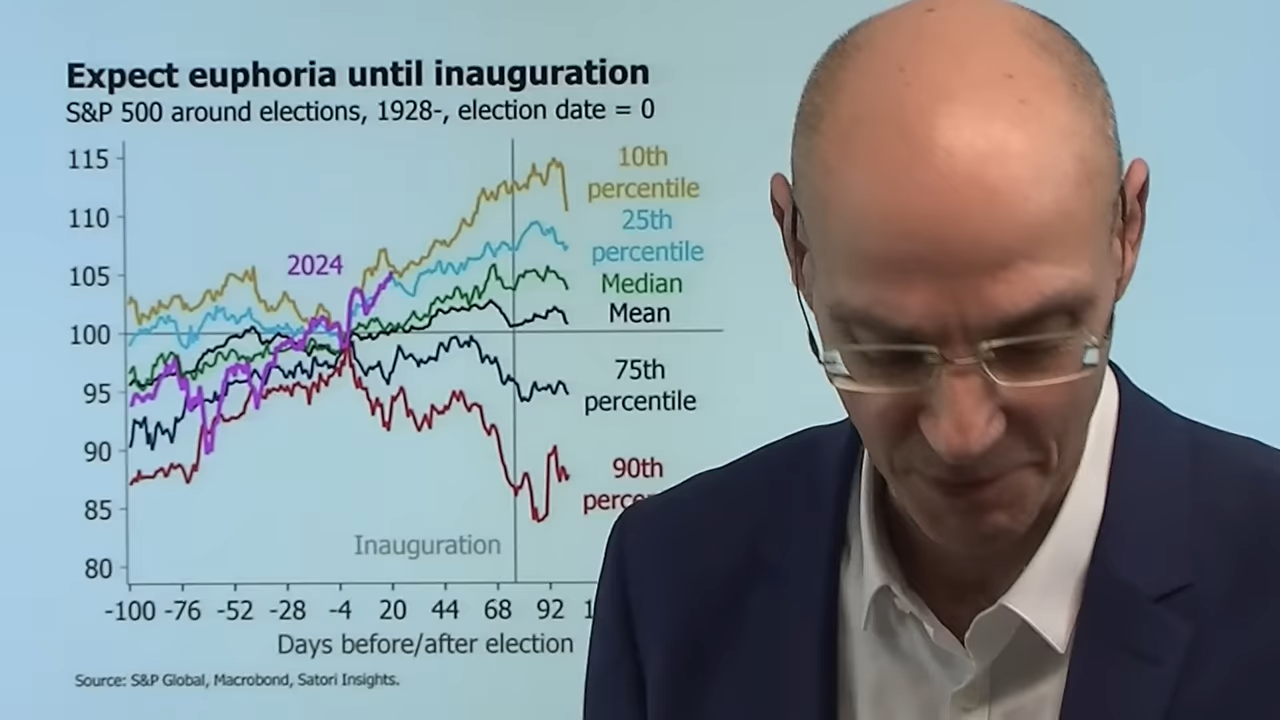 Expect euphoria until inauguration
S&P 500 around elections, 1928-, election date = 0
115
110
105
100
95
90
85
80
2024
10th
percentile
25th
percentile
Median
Mean
75th
percentile
90th
Inauguration
-100 -76 -52 -28 -4 20 44 68 92
Days before/after election
Source: S&P Global, Macrobond, Satori Insights.